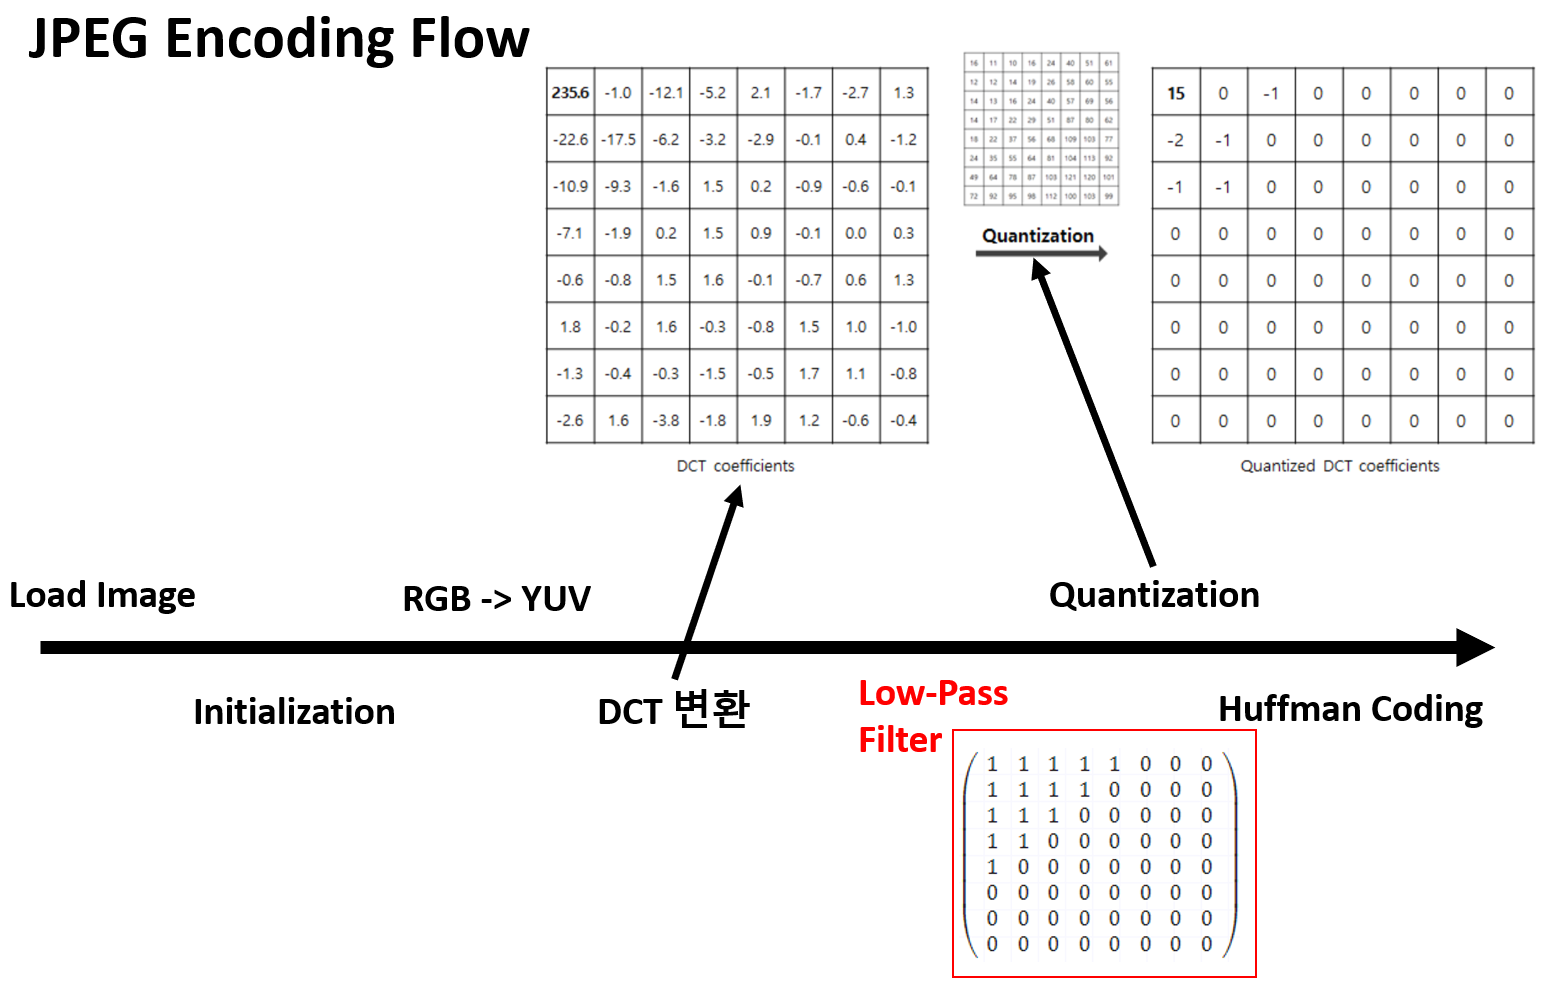 JPEG Encoding Flow
235.6 -1.0 -12.1 -5.2 2.1 -1.7 -2.7 1.3
-22.6 -17.5 -6.2 -3.2 -2.9 -0.1 0.4 -1.2
-10.9 -9.3 -1.6 1.5 0.2 -0.9 -0.6 -0.1
-7.1 -1.9 0.2 1.5 0.9 -0.1 0.0 0.3
-0.6 -0.8 1.5 1.6 -0.1 -0.7 0.6 1.3
1.8 -0.2 1.6 -0.3 -0.8 1.5 1.0 -1.0
-1.3 -0.4 -0.3 -1.5 -0.5 1.7 1.1 -0.8
-2.6 1.6 -3.8 -1.8 1.9 1.2 -0.6 -0.4
DCT coefficients
16 11 10 16 24 40 51 61
12 12 14 19 26 58 60 55
14 13 16 24 40 57 69 56
14 17 22 29 51 87 80 62
18 22 37 56 68 109 103 77
24 35 55 64 81 104 113 92
49 64 78 87 103 121 120 101
72 92 95 98 112 100 103 99
Quantization
15 0 -1 0 0 0 0 0
-2 -1 0 0 0 0 0 0
-1 -1 0 0 0 0 0 0
0 0 0 0 0 0 0 0
0 0 0 0 0 0 0 0
0 0 0 0 0 0 0 0
0 0 0 0 0 0 0 0
0 0 0 0 0 0 0 0
Quantized DCT coefficients
Load Image
RGB -> YUV
Quantization
Initialization
DCT 변환
Low-Pass
Filter
Huffman Coding
1 1 1 1 1 0 0 0
1 1 1 1 0 0 0 0
1 1 1 0 0 0 0 0
1 1 0 0 0 0 0 0
1 0 0 0 0 0 0 0
0 0 0 0 0 0 0 0
0 0 0 0 0 0 0 0
0 0 0 0 0 0 0 0